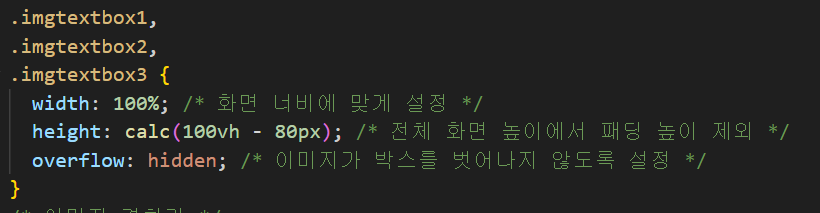 .imgtextbox1,
.imgtextbox2,
.imgtextbox3 {
  width: 100%; /* 화면 너비에 맞게 설정 */
  height: calc(100vh - 80px); /* 전체 화면 높이에서 패딩 높이 제외 */
  overflow: hidden; /* 이미지가 박스를 벗어나지 않도록 설정 */
}